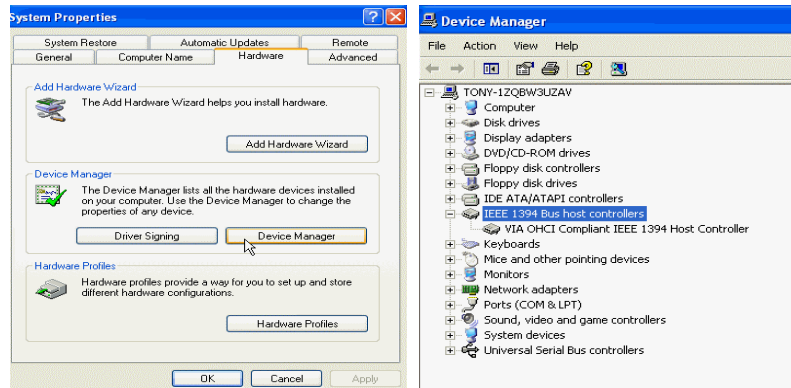 System Properties
System Restore
Automatic Updates
Remote
General
Computer Name
Hardware
Advanced
Add Hardware Wizard
The Add Hardware Wizard helps you install hardware.
Add Hardware Wizard
Device Manager
The Device Manager lists all the hardware devices installed
on your computer. Use the Device Manager to change the
properties of any device.
Driver Signing
Device Manager
Hardware Profiles
Hardware profiles provide a way for you to set up and store
different hardware configurations.
Hardware Profiles
OK
Cancel
Apply
Device Manager
File Action View Help
TONY-1ZQBW3UZAV
Computer
Disk drives
Display adapters
DVD/CD-ROM drives
Floppy disk controllers
Floppy disk drives
IDE ATA/ATAPI controllers
IEEE 1394 Bus host controllers
VIA OHCI Compliant IEEE 1394 Host Controller
Keyboards
Mice and other pointing devices
Monitors
Network adapters
Ports (COM & LPT)
Sound, video and game controllers
System devices
Universal Serial Bus controllers